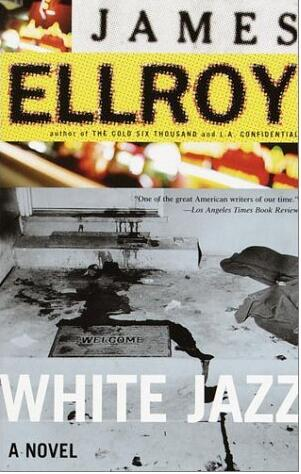 JAMES
ELLROY
author of THE COLD SIX THOUSAND and L.A. CONFIDENTIAL
"One of the great American writers of our time."
—Los Angeles Times Book Review
WELCOME
WHITE JAZZ
A NOVEL